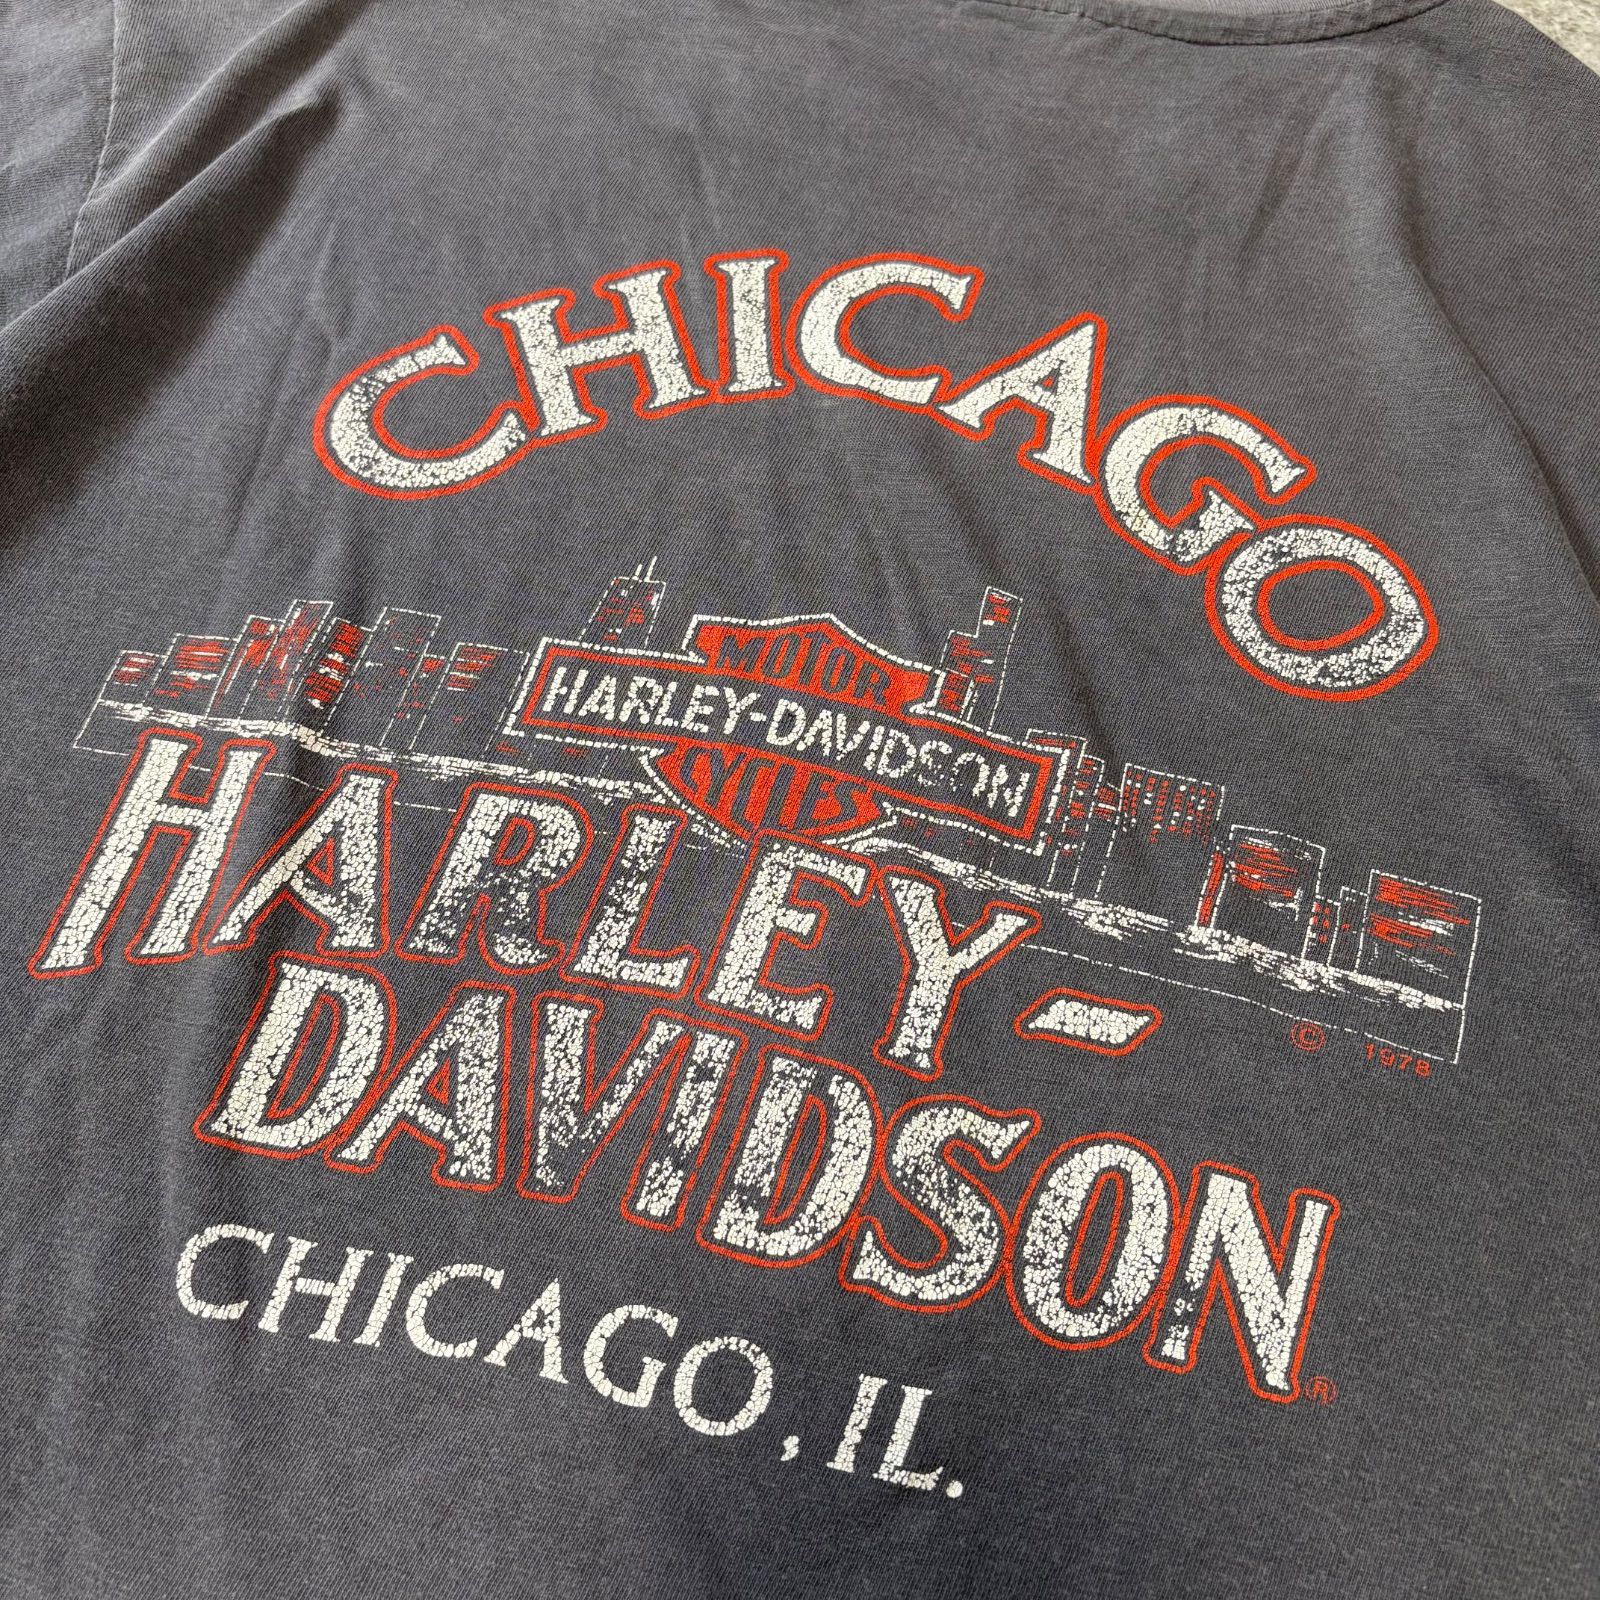 CHICAGO
MOTOR
HARLEY-DAVIDSON
CYCLES
HARLEY-
© 1978
DAVIDSON®
CHICAGO, IL.